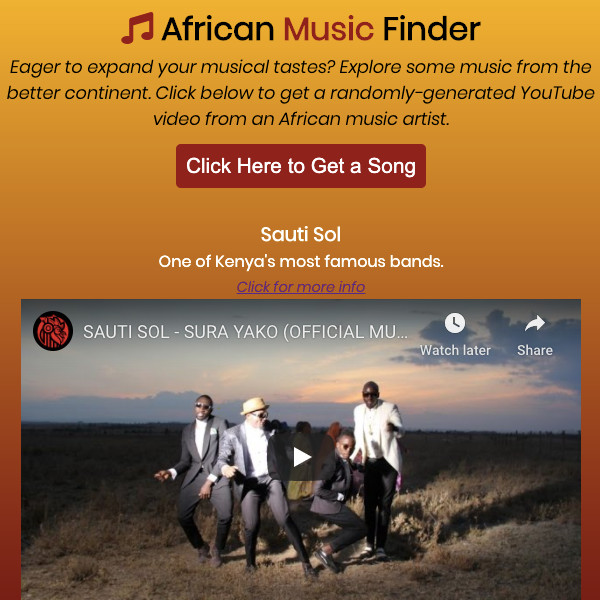 African Music Finder
Eager to expand your musical tastes? Explore some music from the
better continent. Click below to get a randomly-generated YouTube
video from an African music artist.
Click Here to Get a Song
Sauti Sol
One of Kenya's most famous bands.
Click for more info
SAUTI SOL - SURA YAKO (OFFICIAL MU...
Watch later
Share